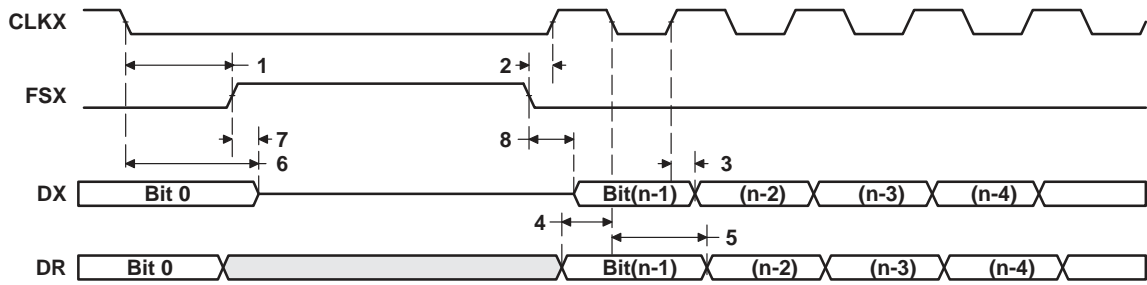 CLKX
1
2
FSX
7
8
6
3
DX
Bit 0
Bit(n-1)
(n-2)
(n-3)
(n-4)
4
5
DR
Bit 0
Bit(n-1)
(n-2)
(n-3)
(n-4)